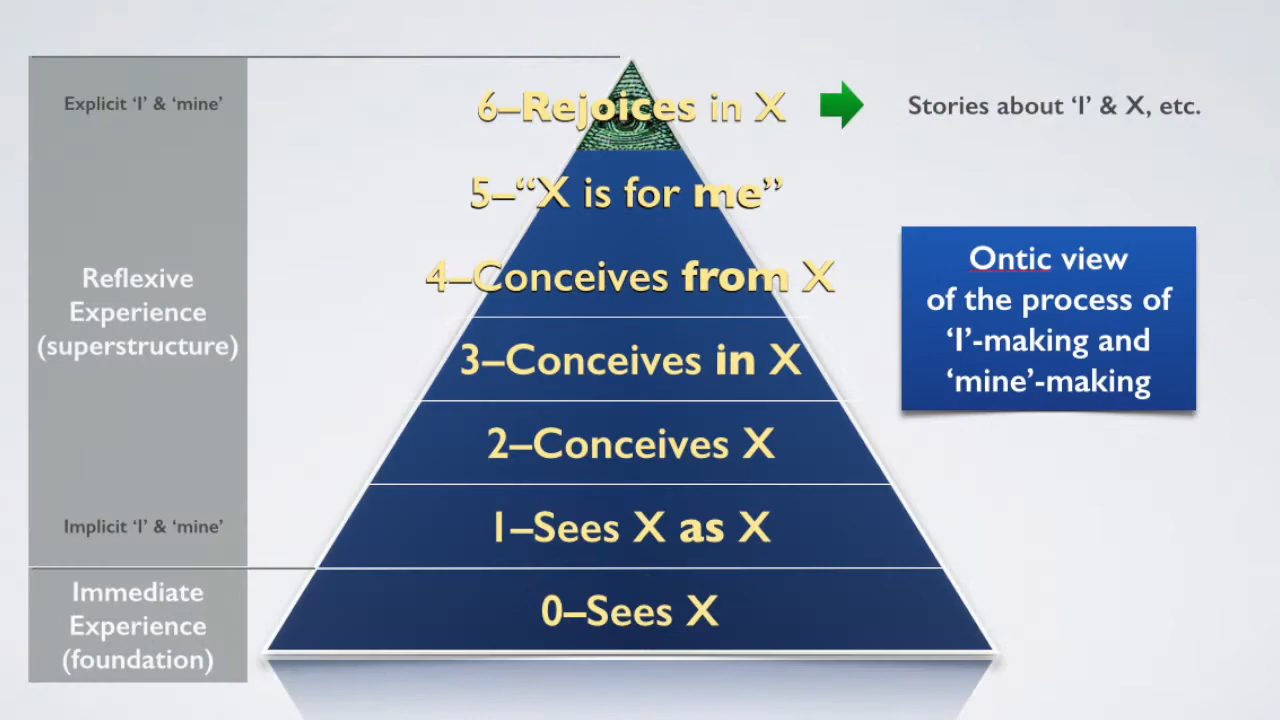 Explicit ‘I’ & ‘mine’
6–Rejoices in X
Stories about ‘I’ & X, etc.
5–“X is for me”
4–Conceives from X
Ontic view
of the process of
‘I’-making and
‘mine’-making
Reflexive
Experience
(superstructure)
3–Conceives in X
2–Conceives X
Implicit ‘I’ & ‘mine’
1–Sees X as X
Immediate
Experience
(foundation)
0–Sees X